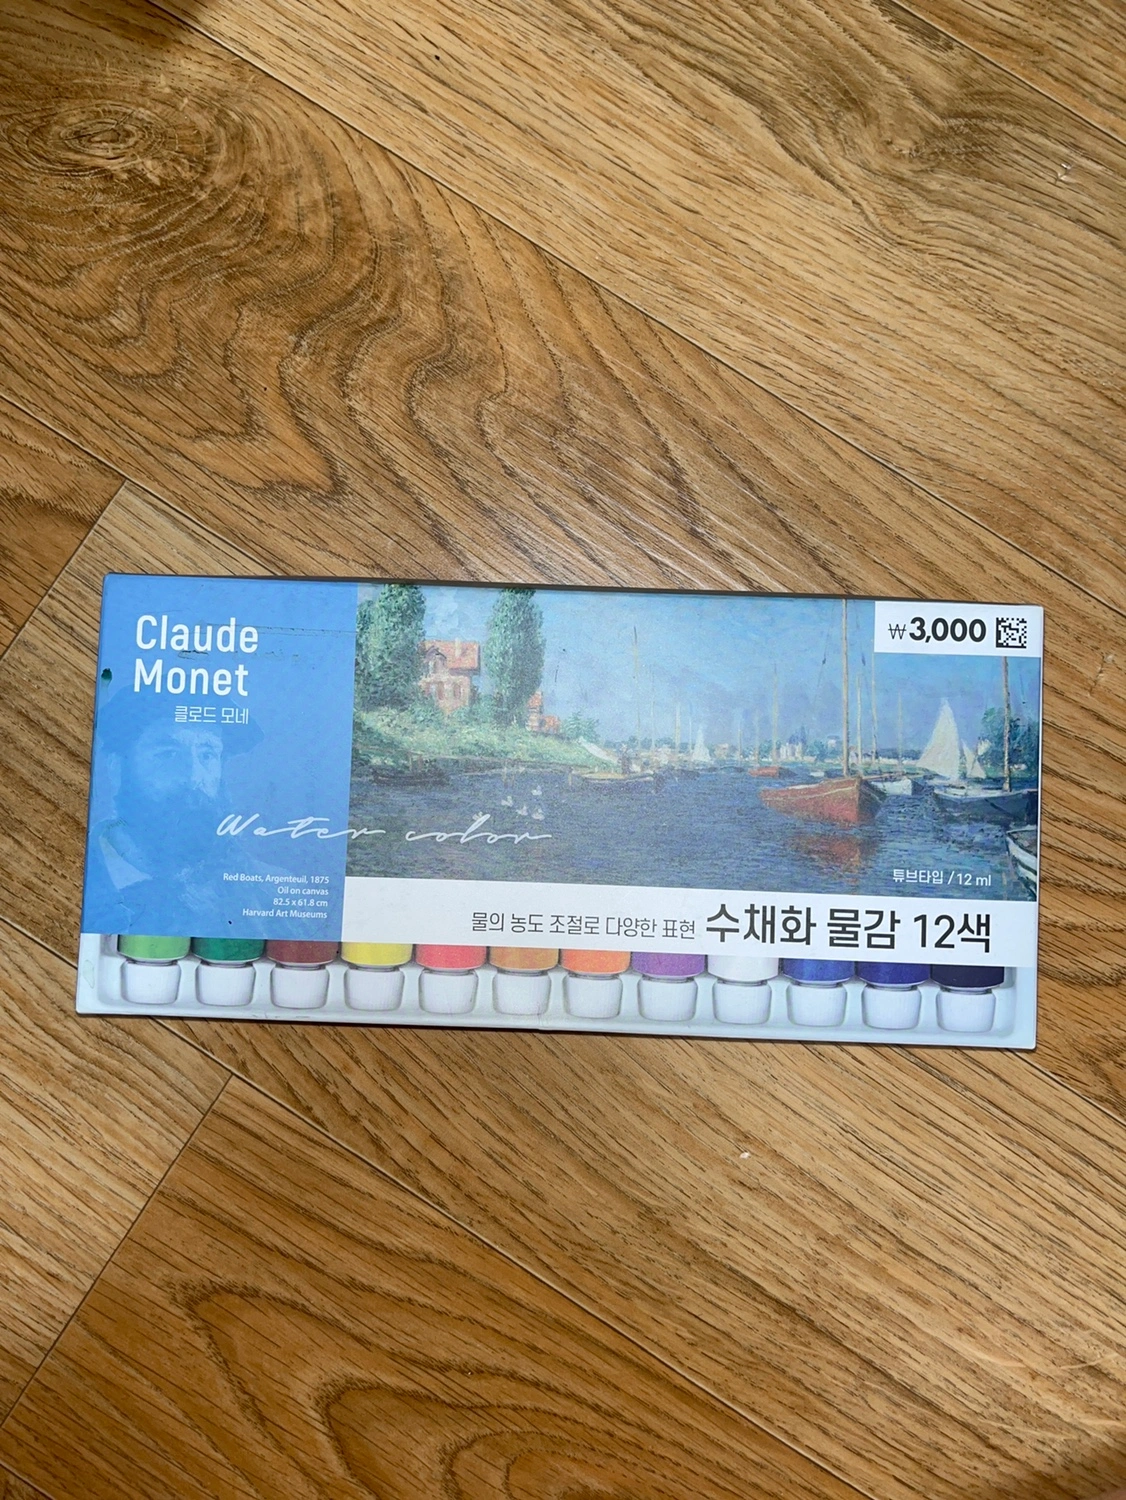 Claude
Monet
클로드 모네
Water color
Red Boats, Argenteuil, 1875
Oil on canvas
82.5 x 61.8 cm
Harvard Art Museums
₩3,000
튜브타입 / 12 ml
물의 농도 조절로 다양한 표현 수채화 물감 12색